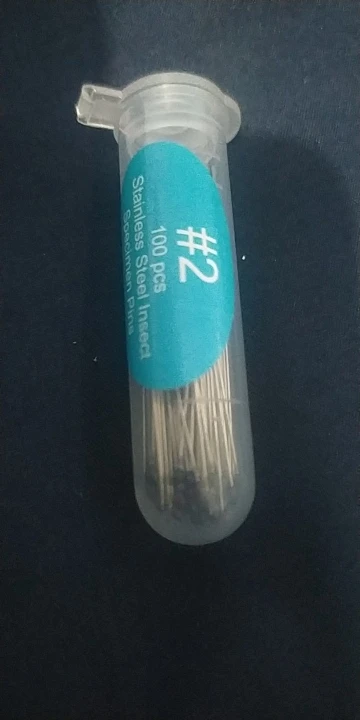 #2
100 pcs
Stainless Steel Insect
Specimen Pins